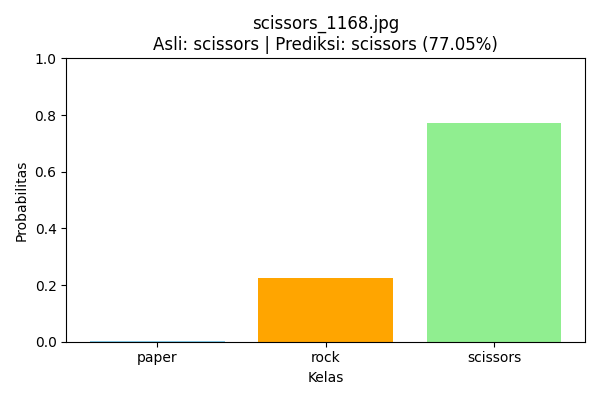 scissors_1168.jpg
Asli: scissors | Prediksi: scissors (77.05%)
1.0
0.8
0.6
0.4
0.2
0.0
Probabilitas
paper
rock
scissors
Kelas